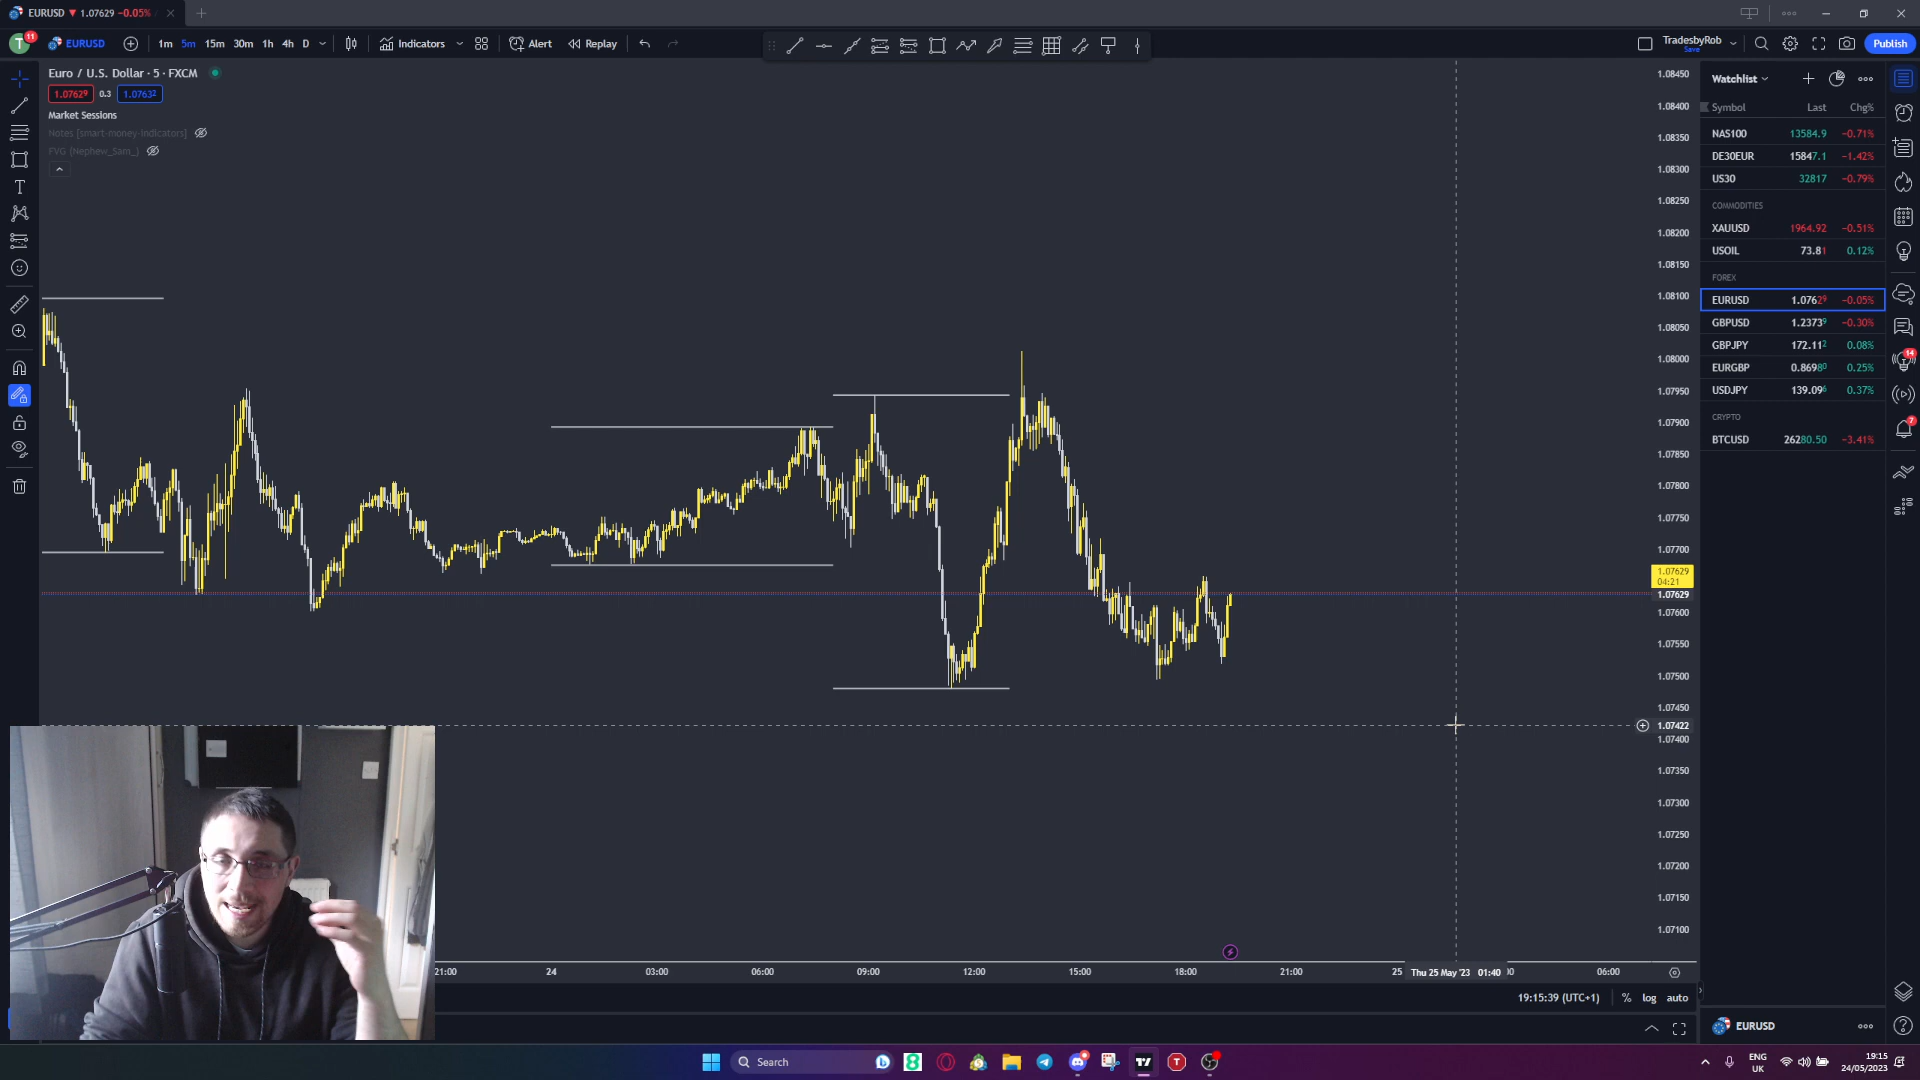 EURUSD ▼ 1.07629 −0.05% /
T 11 EURUSD 1m 5m 15m 30m 1h 4h D Indicators Alert Replay
TradesbyRob
Save
Publish
Euro / U.S. Dollar · 5 · FXCM
1.07629 0.3 1.07632
Market Sessions
Notes [smart-money-indicators]
FVG (Nephew_Sam_)
1.08450
1.08400
1.08350
1.08300
1.08250
1.08200
1.08150
1.08100
1.08050
1.08000
1.07950
1.07900
1.07850
1.07800
1.07750
1.07700
1.07629
04:21
1.07629
1.07600
1.07550
1.07500
1.07450
1.07422
1.07400
1.07350
1.07300
1.07250
1.07200
1.07150
1.07100
21:00 24 03:00 06:00 09:00 12:00 15:00 18:00 21:00 25 Thu 25 May '23 01:40 06:00
19:15:39 (UTC+1) % log auto
Watchlist
Symbol Last Chg%
NAS100 13584.9 −0.71%
DE30EUR 15847.1 −1.42%
US30 32817 −0.79%
COMMODITIES
XAUUSD 1964.92 −0.51%
USOIL 73.81 0.12%
FOREX
EURUSD 1.07629 −0.05%
GBPUSD 1.23739 −0.30%
GBPJPY 172.112 0.08%
EURGBP 0.86980 0.25%
USDJPY 139.096 0.37%
CRYPTO
BTCUSD 26280.50 −3.41%
14
7
EURUSD
Search
ENG
UK
19:15
24/05/2023